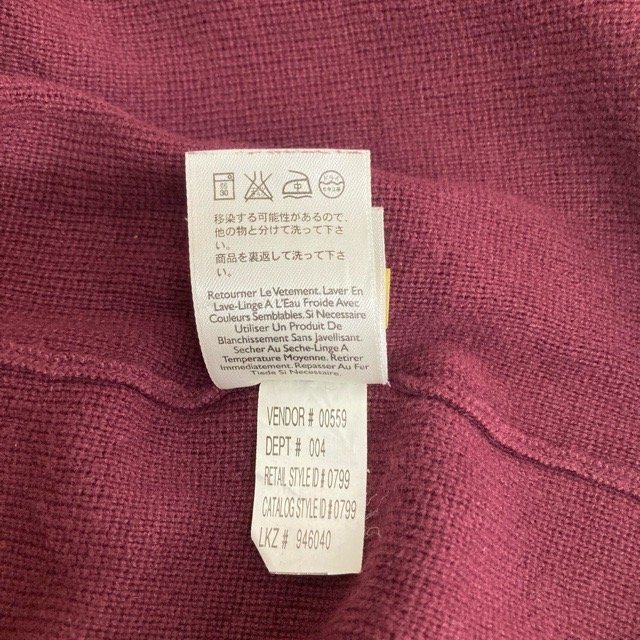 移染する可能性があるので、
他の物と分けて洗って下さ
い。
商品を裏返して洗って下さ
い。
Retourner Le Vetement. Laver En
Lave-Linge A L'Eau Froide Avec
Couleurs Semblables. Si Necessaire
Utiliser Un Produit De
Blanchissement Sans Javellisant.
Secher Au Seche-Linge A
Temperature Moyenne. Retirer
Immediatement. Repasser Au Fer
Tiede Si Necessaire
VENDOR # 00559
DEPT # 004
RETAIL STYLE ID # 0799
CATALOG STYLE ID # 0799
LKZ # 946040